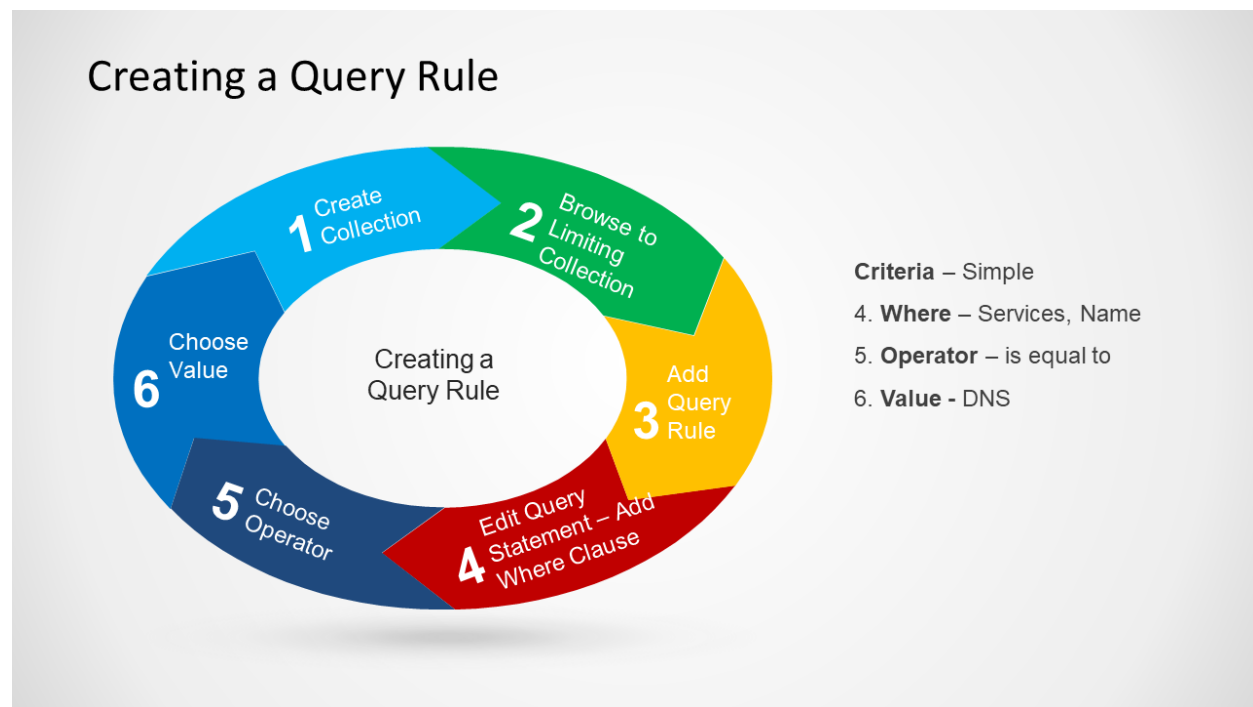 Creating a Query Rule
1 Create
Collection
2 Browse to
Limiting
Collection
3 Add
Query
Rule
4 Edit Query
Statement – Add
Where Clause
5 Choose
Operator
6 Choose
Value
Creating a
Query Rule
Criteria – Simple
4. Where – Services, Name
5. Operator – is equal to
6. Value - DNS